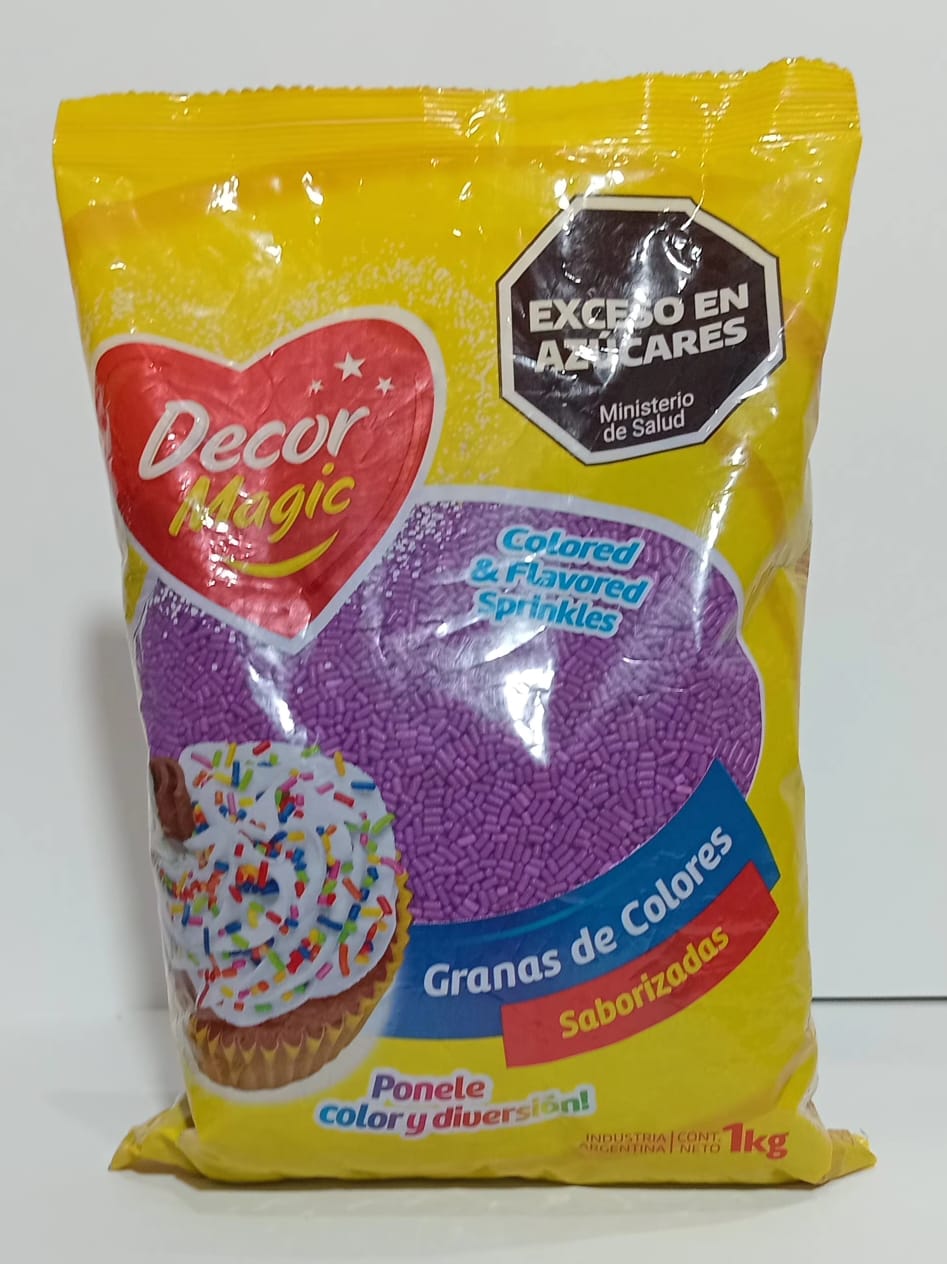 EXCESO EN
AZÚCARES
Ministerio
de Salud
Decor
Magic
Colored
& Flavored
Sprinkles
Granas de Colores
Saborizadas
Ponele
color y diversión!
INDUSTRIA
ARGENTINA
CONT.
NETO
1kg